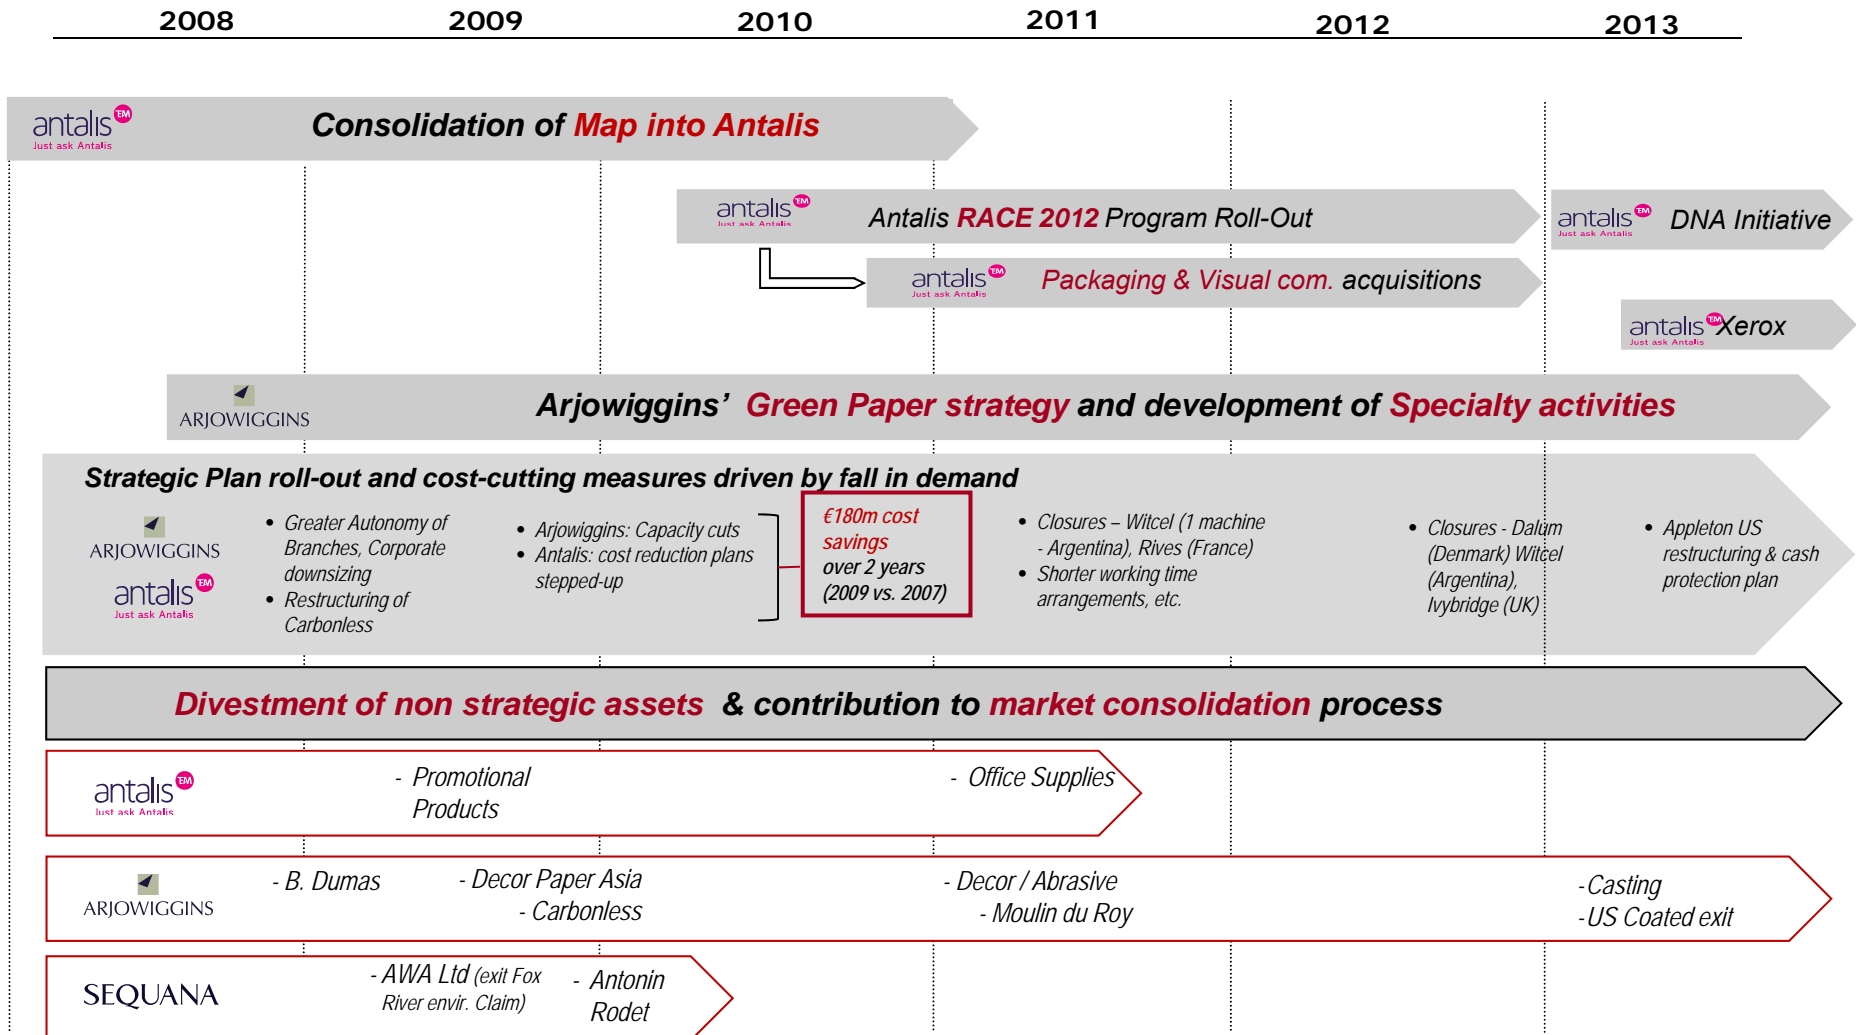 2008 2009 2010 2011 2012 2013
antalis TM
Just ask Antalis
Consolidation of Map into Antalis
antalis TM
Just ask Antalis
Antalis RACE 2012 Program Roll-Out
antalis TM
Just ask Antalis
DNA Initiative
antalis TM
Just ask Antalis
Packaging & Visual com. acquisitions
antalis TM
Just ask Antalis
Xerox
ARJOWIGGINS
Arjowiggins’ Green Paper strategy and development of Specialty activities
Strategic Plan roll-out and cost-cutting measures driven by fall in demand
ARJOWIGGINS
antalis TM
Just ask Antalis
• Greater Autonomy of
Branches, Corporate
downsizing
• Restructuring of
Carbonless
• Arjowiggins: Capacity cuts
• Antalis: cost reduction plans
stepped-up
€180m cost
savings
over 2 years
(2009 vs. 2007)
• Closures – Witcel (1 machine
- Argentina), Rives (France)
• Shorter working time
arrangements, etc.
• Closures - Dalum
(Denmark) Witcel
(Argentina),
Ivybridge (UK)
• Appleton US
restructuring & cash
protection plan
Divestment of non strategic assets & contribution to market consolidation process
antalis TM
Just ask Antalis
- Promotional
Products
- Office Supplies
ARJOWIGGINS
- B. Dumas
- Decor Paper Asia
- Carbonless
- Decor / Abrasive
- Moulin du Roy
- Casting
- US Coated exit
SEQUANA
- AWA Ltd (exit Fox
River envir. Claim)
- Antonin
Rodet